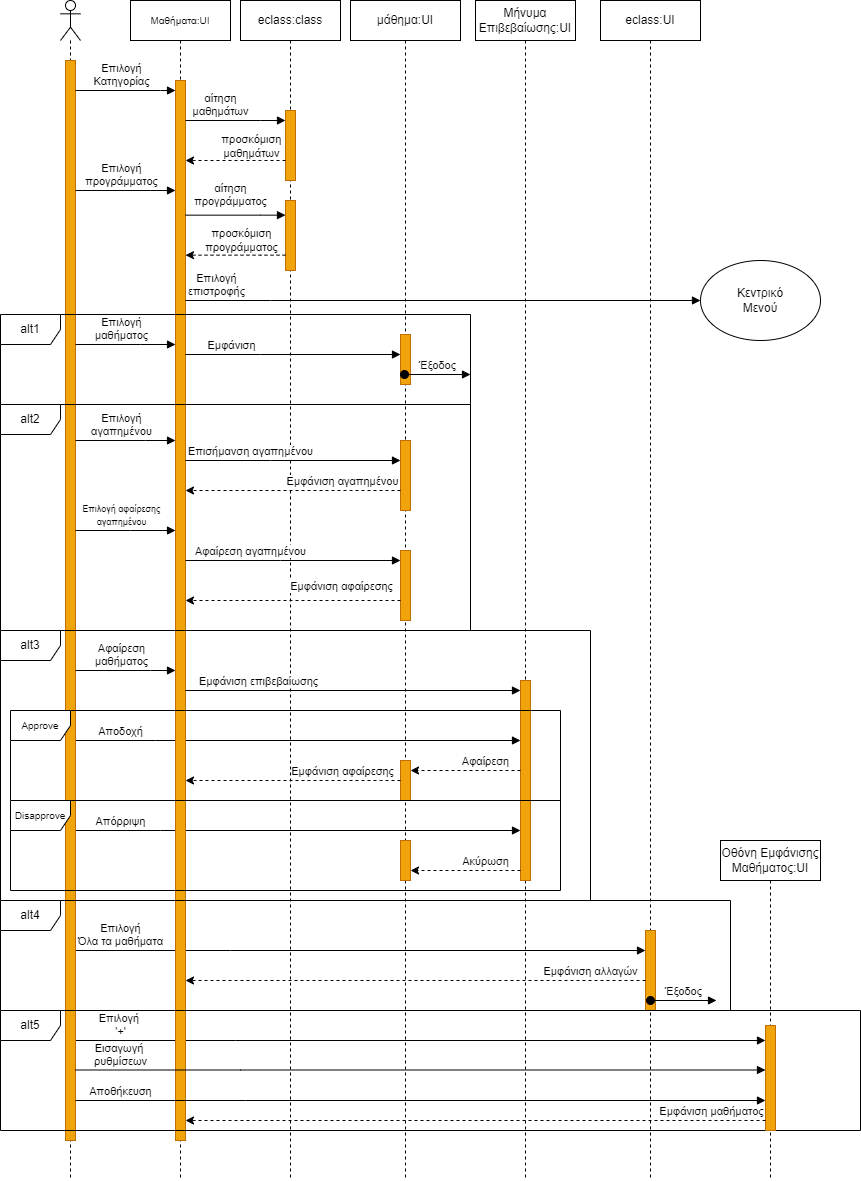 Μαθήματα:UI
eclass:class
μάθημα:UI
Μήνυμα
Επιβεβαίωσης:UI
eclass:UI
Επιλογή
Κατηγορίας
αίτηση
μαθημάτων
προσκόμιση
μαθημάτων
Επιλογή
προγράμματος
αίτηση
προγράμματος
προσκόμιση
προγράμματος
Επιλογή
επιστροφής
Κεντρικό
Μενού
alt1
Επιλογή
μαθήματος
Εμφάνιση
Έξοδος
alt2
Επιλογή
αγαπημένου
Επισήμανση αγαπημένου
Εμφάνιση αγαπημένου
Επιλογή αφαίρεσης
αγαπημένου
Αφαίρεση αγαπημένου
Εμφάνιση αφαίρεσης
alt3
Αφαίρεση
μαθήματος
Εμφάνιση επιβεβαίωσης
Approve
Αποδοχή
Αφαίρεση
Εμφάνιση αφαίρεσης
Disapprove
Απόρριψη
Ακύρωση
Οθόνη Εμφάνισης
Μαθήματος:UI
alt4
Επιλογή
Όλα τα μαθήματα
Εμφάνιση αλλαγών
Έξοδος
alt5
Επιλογή
'+'
Εισαγωγή
ρυθμίσεων
Αποθήκευση
Εμφάνιση μαθήματος